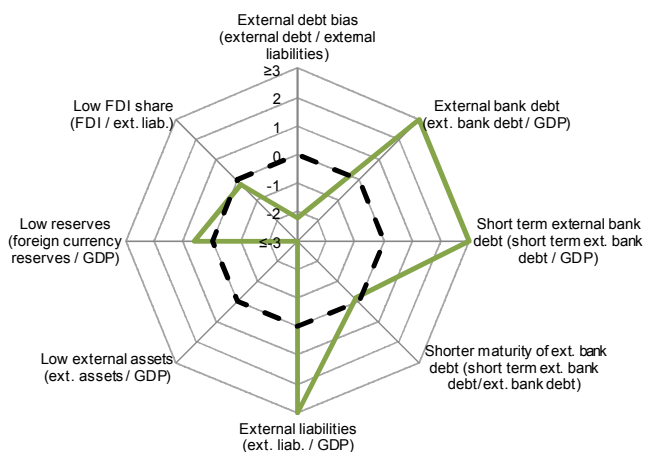 External debt bias
(external debt / external
liabilities)
≥3
2
1
0
-1
-2
≤-3
External bank debt
(ext. bank debt / GDP)
Short term external bank
debt (short term ext. bank
debt / GDP)
Shorter maturity of ext. bank
debt (short term ext. bank
debt/ext. bank debt)
External liabilities
(ext. liab. / GDP)
Low external assets
(ext. assets / GDP)
Low reserves
(foreign currency
reserves / GDP)
Low FDI share
(FDI / ext. liab.)